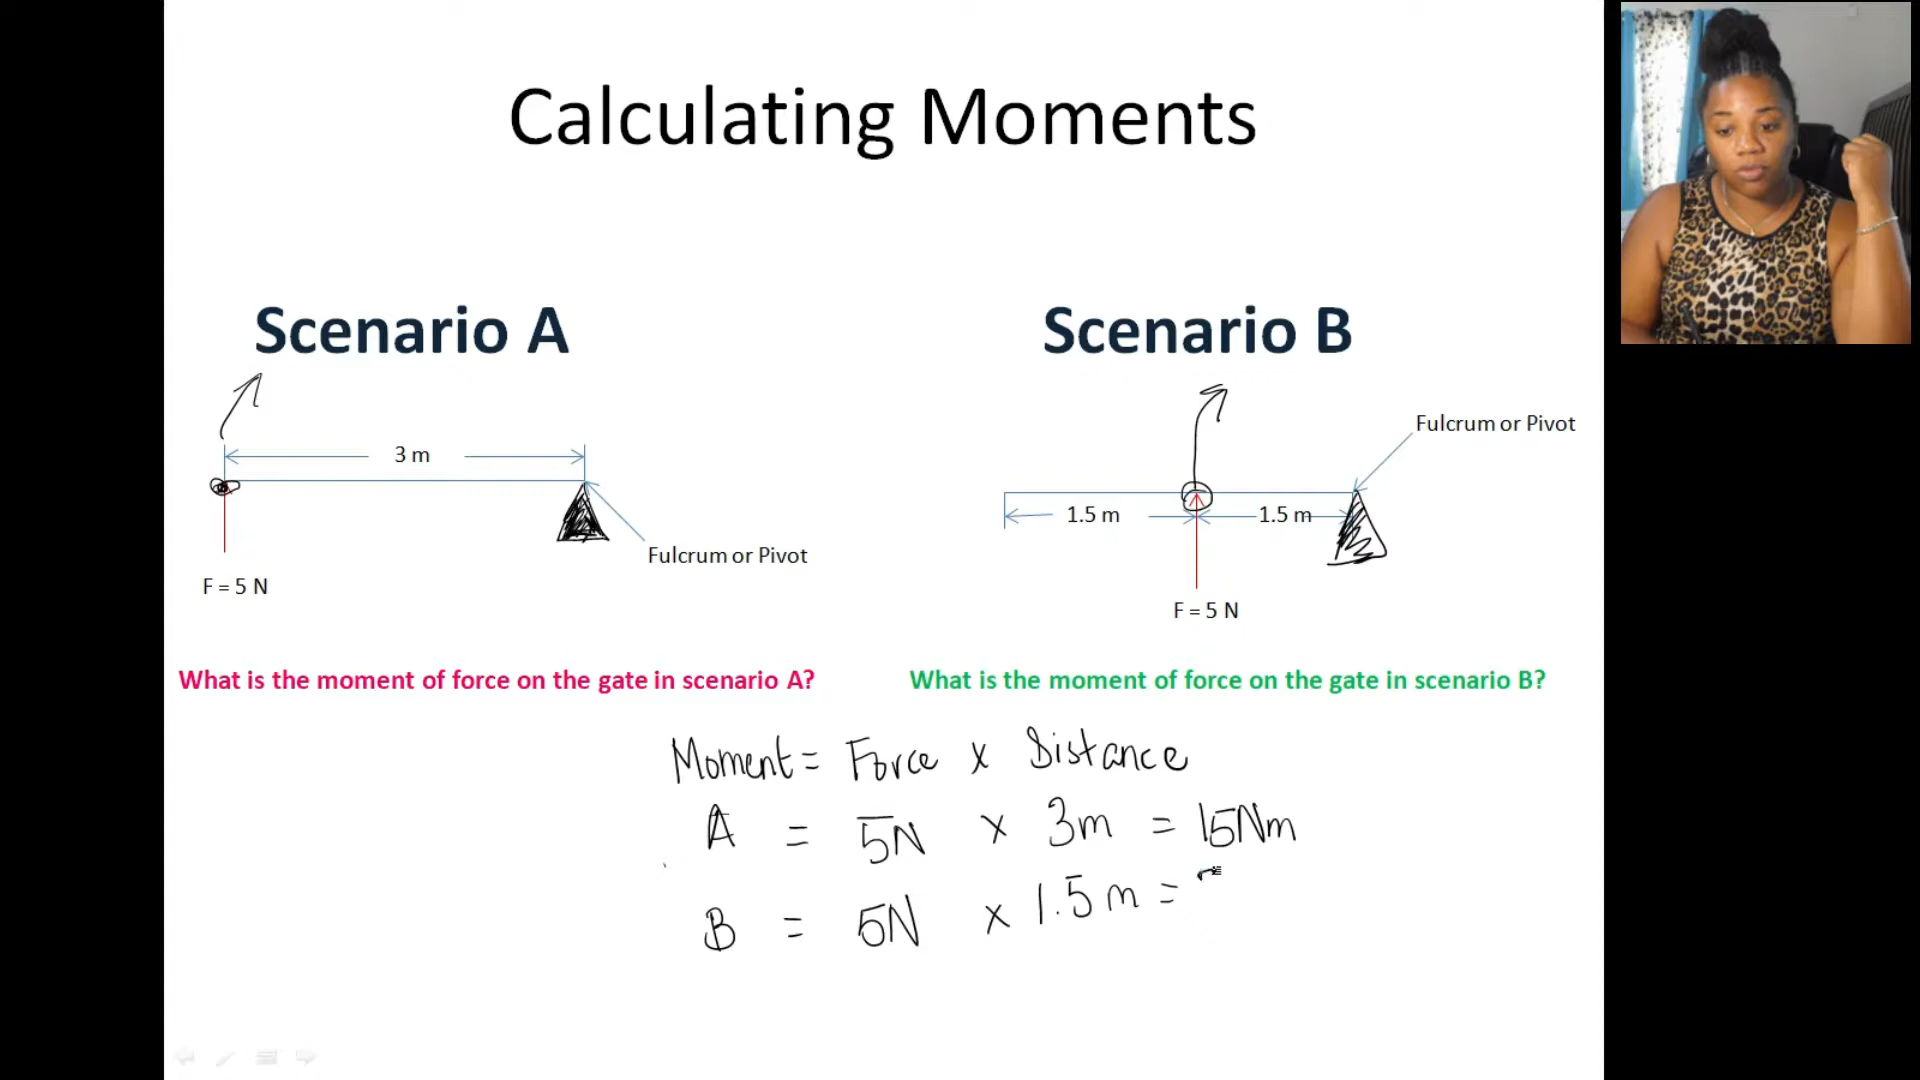 Calculating Moments
Scenario A
Scenario B
3 m
Fulcrum or Pivot
F = 5 N
Fulcrum or Pivot
1.5 m
1.5 m
F = 5 N
What is the moment of force on the gate in scenario A?
What is the moment of force on the gate in scenario B?
Moment = Force x Distance
A = 5N x 3m = 15Nm
B = 5N x 1.5 m =